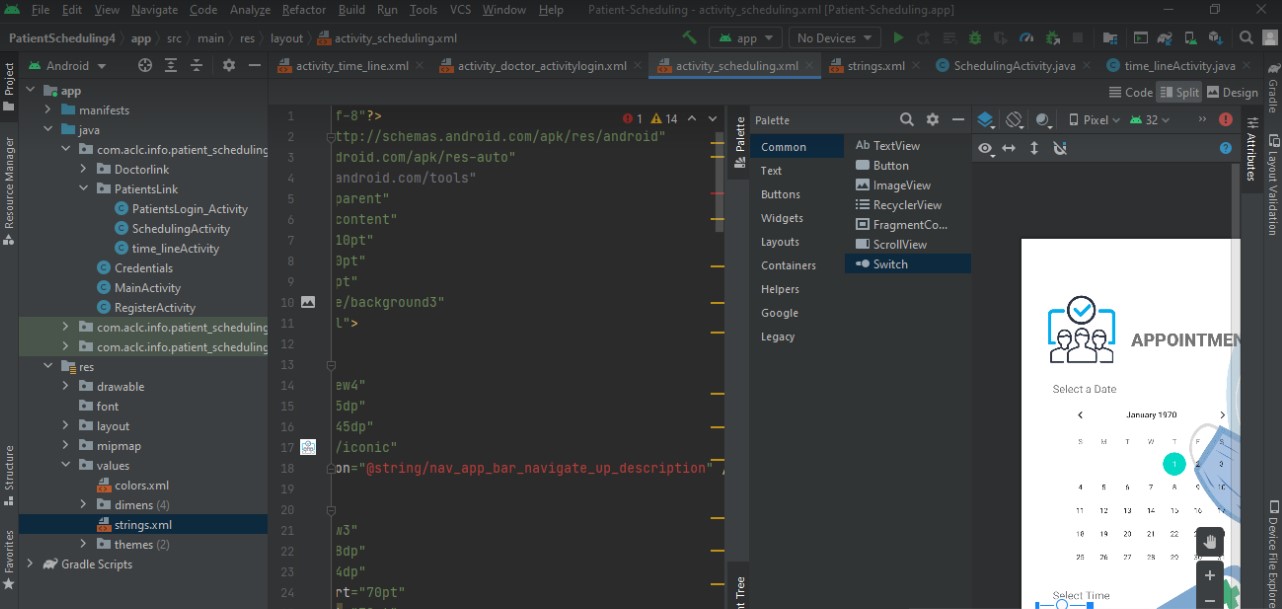 File Edit View Navigate Code Analyze Refactor Build Run Tools VCS Window Help Patient-Scheduling - activity_scheduling.xml [Patient-Scheduling.app]
PatientScheduling4 app src main res layout activity_scheduling.xml app No Devices
Project
Android
activity_time_line.xml activity_doctor_activitylogin.xml activity_scheduling.xml strings.xml SchedulingActivity.java time_lineActivity.java
Gradle
Code Split Design
app
manifests
java
com.aclc.info.patient_scheduling
Doctorlink
PatientsLink
PatientsLogin_Activity
SchedulingActivity
time_lineActivity
Credentials
MainActivity
RegisterActivity
com.aclc.info.patient_scheduling
com.aclc.info.patient_scheduling
res
drawable
font
layout
mipmap
values
colors.xml
dimens (4)
strings.xml
themes (2)
Gradle Scripts
Resource Manager
Structure
Favorites
1 f-8"?>
1 14
2 ttp://schemas.android.com/apk/res/android"
3 droid.com/apk/res-auto"
4 android.com/tools"
5 parent"
6 content"
7 10pt"
8 0pt"
9 pt"
10 e/background3"
11 l">
12
13
14 ew4"
15 5dp"
16 45dp"
17 /iconic"
18 on="@string/nav_app_bar_navigate_up_description"
19
20
21 w3"
22 8dp"
23 4dp"
24 rt="70pt"
Palette
nt Tree
Palette
Common
Text
Buttons
Widgets
Layouts
Containers
Helpers
Google
Legacy
Ab TextView
Button
ImageView
RecyclerView
FragmentCo...
ScrollView
Switch
Pixel 32
Attributes
Layout Validation
Device File Explorer
APPOINTMEN
Select a Date
January 1970
S M T W T F S
1 2 3
4 5 6 7 8 9 10
11 12 13 14 15 16 17
18 19 20 21 22
25 26 27 28 29
Select Time